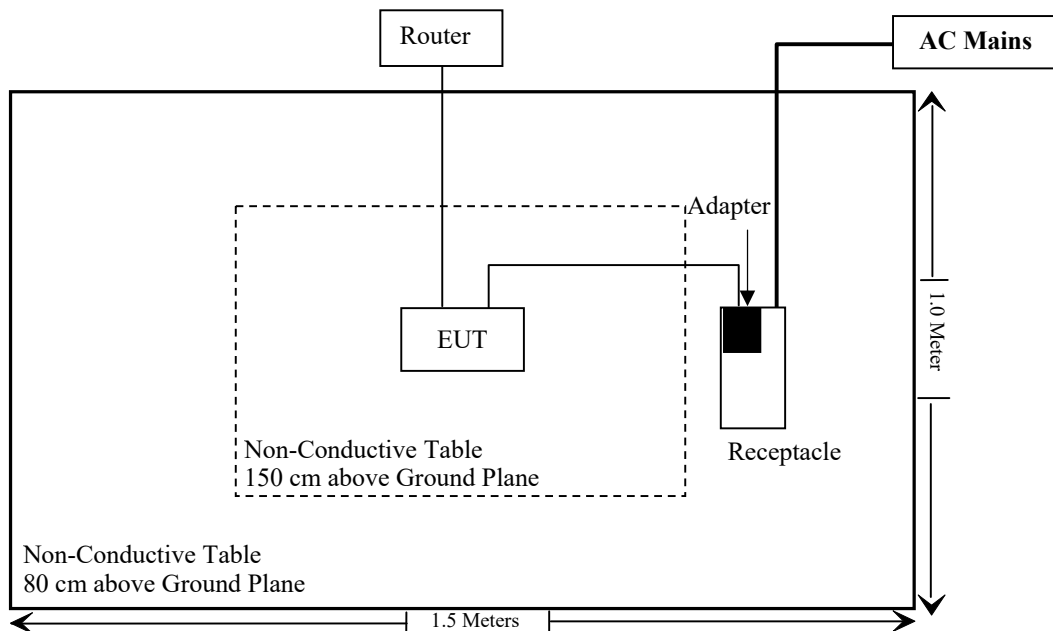 Router
AC Mains
Adapter
EUT
1.0 Meter
Non-Conductive Table
150 cm above Ground Plane
Receptacle
Non-Conductive Table
80 cm above Ground Plane
1.5 Meters